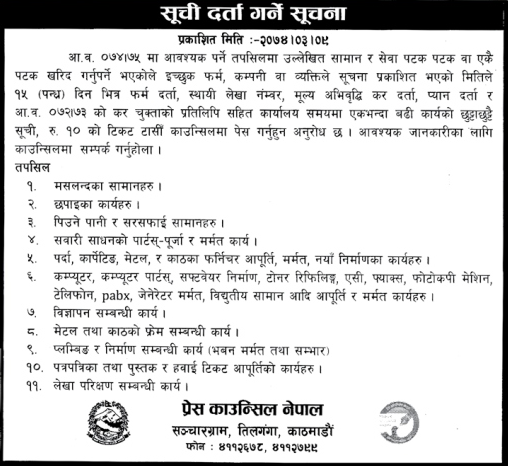 सूची दर्ता गर्ने सूचना
प्रकाशित मिति :-२०७४।०३।०९
आ.व. ०७४।७५ मा आवश्यक पर्ने तपसिलमा उल्लेखित सामान र सेवा पटक पटक वा एकै
पटक खरिद गर्नुपर्ने भएकोले इच्छुक फर्म, कम्पनी वा व्यक्तिले सूचना प्रकाशित भएको मितिले
१५ (पन्ध्र) दिन भित्र फर्म दर्ता, स्थायी लेखा नंम्वर, मूल्य अभिवृद्धि कर दर्ता, प्यान दर्ता र
आ.व. ०७२।७३ को कर चुक्ताको प्रतिलिपि सहित कार्यालय समयमा एकभन्दा बढी कार्यको छुट्टाछुट्टै
सूची, रु. १० को टिकट टाँसी काउन्सिलमा पेस गर्नुहुन अनुरोध छ । आवश्यक जानकारीका लागि
काउन्सिलमा सम्पर्क गर्नुहोला ।
तपसिल
१. मसलन्दका सामानहरु ।
२. छपाइका कार्यहरु ।
३. पिउने पानी र सरसफाई सामानहरु ।
४. सवारी साधनको पार्टस्-पूर्जा र मर्मत कार्य ।
५. पर्दा, कार्पेटिङ, मेटल, र काठका फर्निचर आपूर्ति, मर्मत, नयाँ निर्माणका कार्यहरु ।
६. कम्प्यूटर, कम्प्यूटर पार्टस्, सफ्टवेयर निर्माण, टोनर रिफिलिङ्ग, एसी, फ्याक्स, फोटोकपी मेशिन,
टेलिफोन, pabx, जेनेरेटर मर्मत, विद्युतीय सामान आदि आपूर्ति र मर्मत कार्यहरु ।
७. विज्ञापन सम्बन्धी कार्य ।
८. मेटल तथा काठको फ्रेम सम्बन्धी कार्य ।
९. प्लम्बिङ र निर्माण सम्बन्धी कार्य (भबन मर्मत तथा सम्भार)
१०. पत्रपत्रिका तथा पुस्तक र हवाई टिकट आपूर्तिको कार्यहरु ।
११. लेखा परिक्षण सम्बन्धी कार्य ।
प्रेस काउन्सिल नेपाल
सञ्चारग्राम, तिलगंगा, काठमाडौं
फोन : ४११२६७८, ४११२७९९